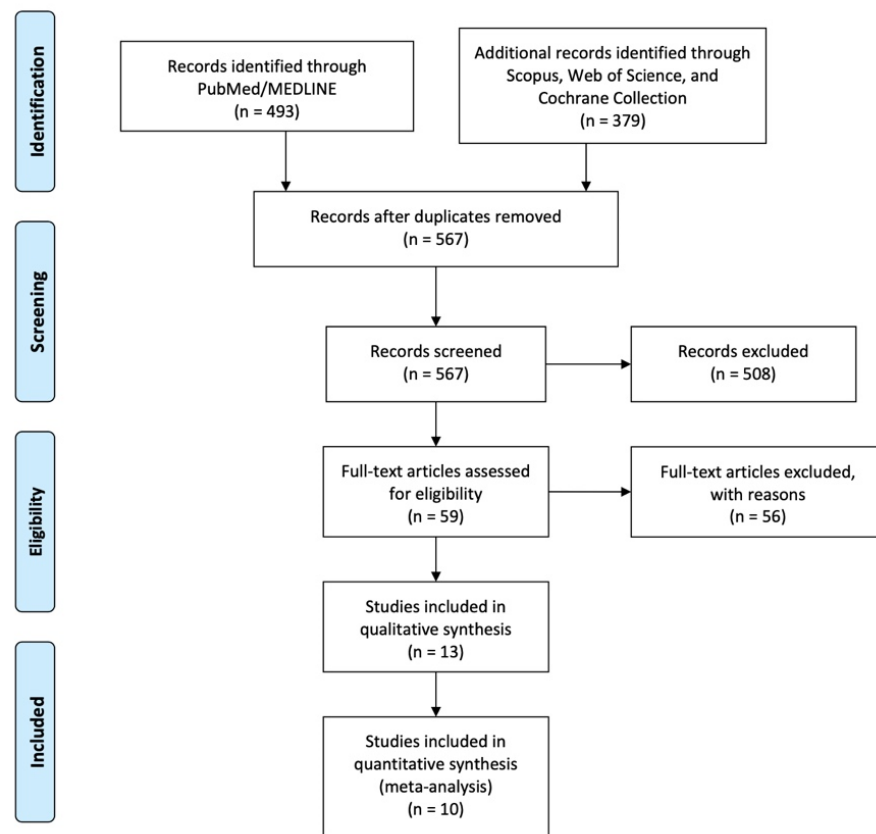 Identification
Records identified through
PubMed/MEDLINE
(n = 493)
Additional records identified through
Scopus, Web of Science, and
Cochrane Collection
(n = 379)
Records after duplicates removed
(n = 567)
Screening
Records screened
(n = 567)
Records excluded
(n = 508)
Eligibility
Full-text articles assessed
for eligibility
(n = 59)
Full-text articles excluded,
with reasons
(n = 56)
Studies included in
qualitative synthesis
(n = 13)
Included
Studies included in
quantitative synthesis
(meta-analysis)
(n = 10)